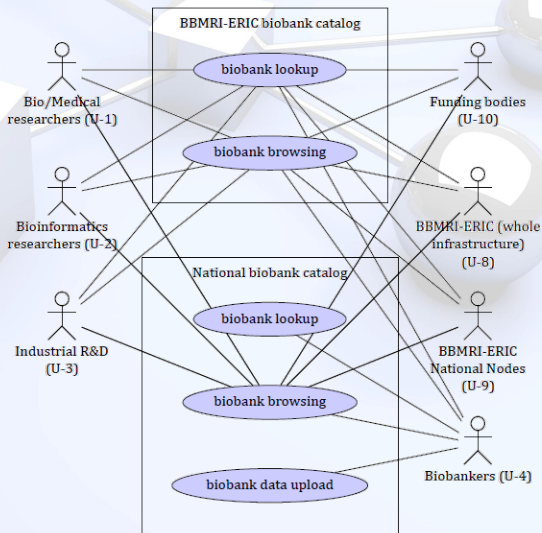 BBMRI-ERIC biobank catalog
biobank lookup
biobank browsing
Bio/Medical
researchers (U-1)
Bioinformatics
researchers (U-2)
Industrial R&D
(U-3)
Funding bodies
(U-10)
BBMRI-ERIC (whole
infrastructure)
(U-8)
BBMRI-ERIC
National Nodes
(U-9)
Biobankers (U-4)
National biobank catalog
biobank lookup
biobank browsing
biobank data upload